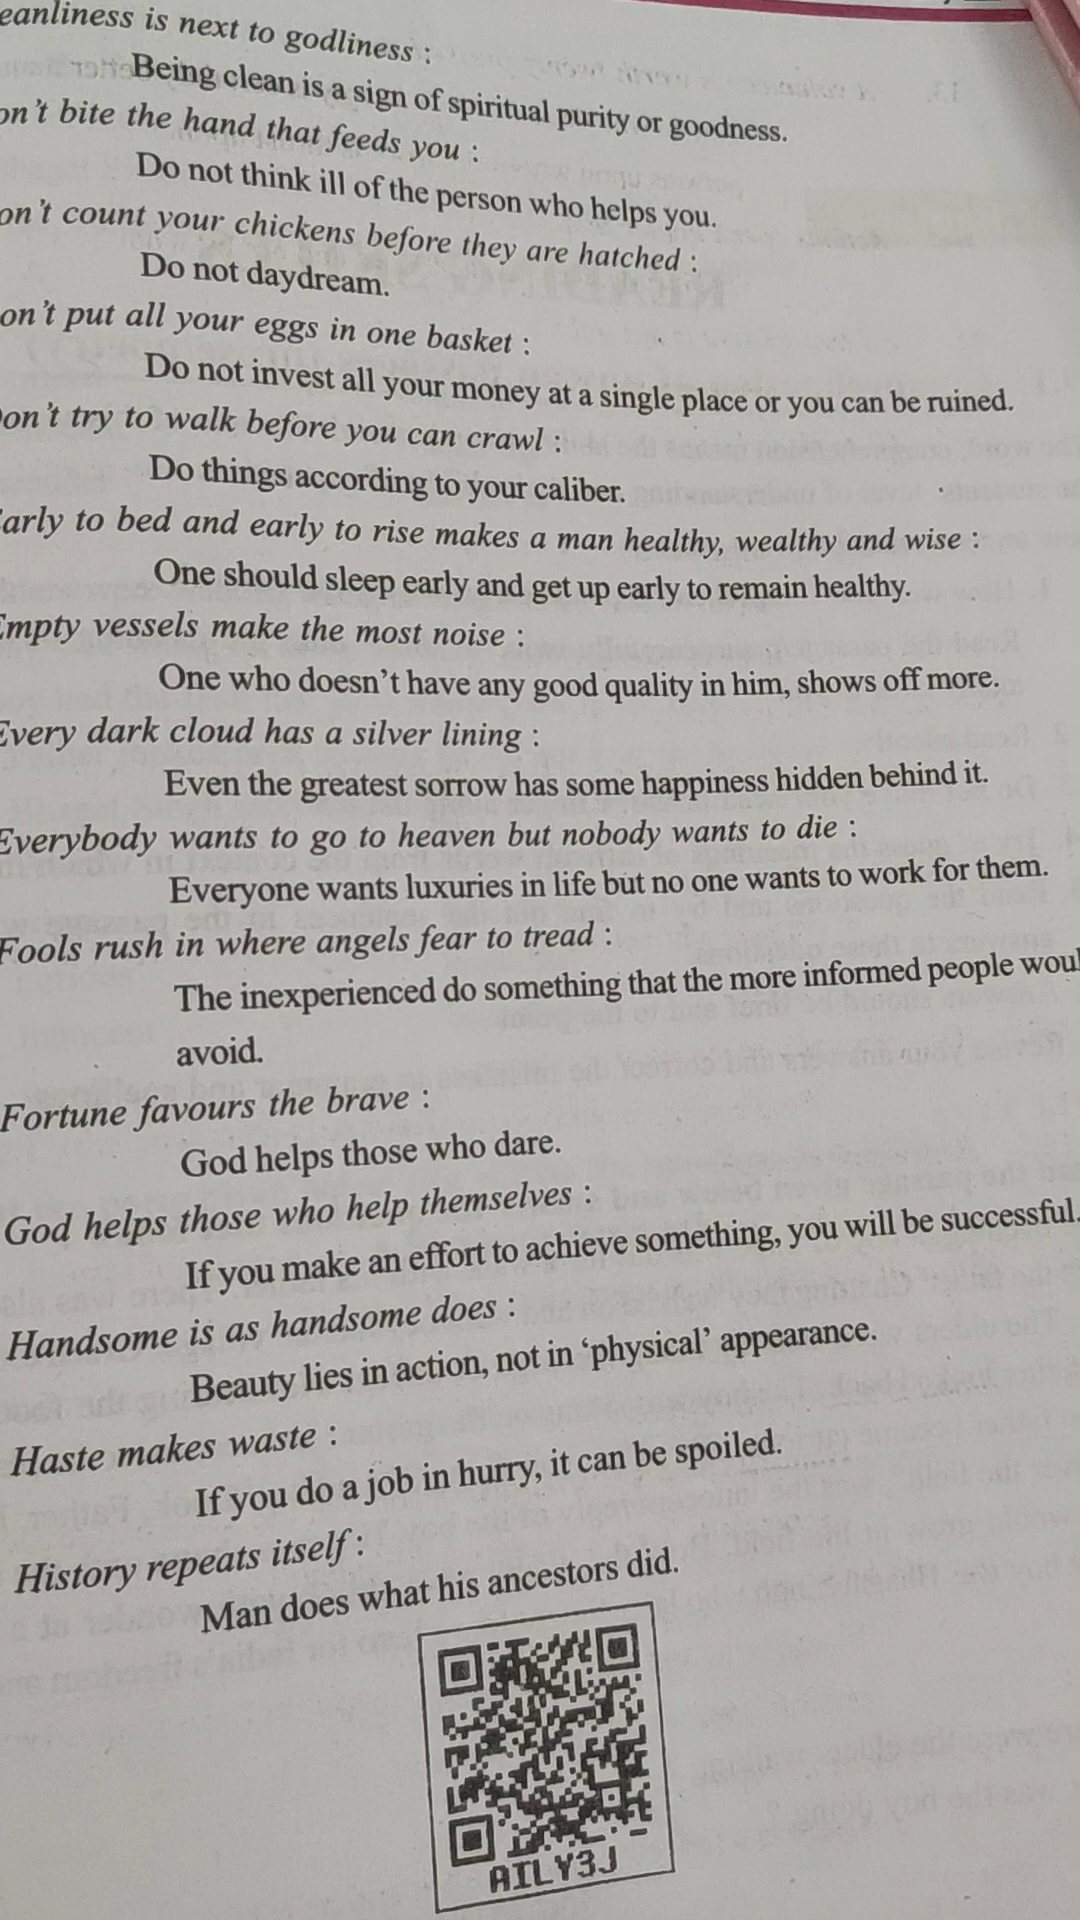 eanliness is next to godliness :
Being clean is a sign of spiritual purity or goodness.
on't bite the hand that feeds you :
Do not think ill of the person who helps you.
on't count your chickens before they are hatched :
Do not daydream.
on't put all your eggs in one basket :
Do not invest all your money at a single place or you can be ruined.
on't try to walk before you can crawl :
Do things according to your caliber.
arly to bed and early to rise makes a man healthy, wealthy and wise :
One should sleep early and get up early to remain healthy.
Empty vessels make the most noise :
One who doesn't have any good quality in him, shows off more.
Every dark cloud has a silver lining :
Even the greatest sorrow has some happiness hidden behind it.
Everybody wants to go to heaven but nobody wants to die :
Everyone wants luxuries in life but no one wants to work for them.
Fools rush in where angels fear to tread :
The inexperienced do something that the more informed people woul
avoid.
Fortune favours the brave :
God helps those who dare.
God helps those who help themselves :
If you make an effort to achieve something, you will be successful.
Handsome is as handsome does :
Beauty lies in action, not in 'physical' appearance.
Haste makes waste :
If you do a job in hurry, it can be spoiled.
History repeats itself :
Man does what his ancestors did.
AILY3J